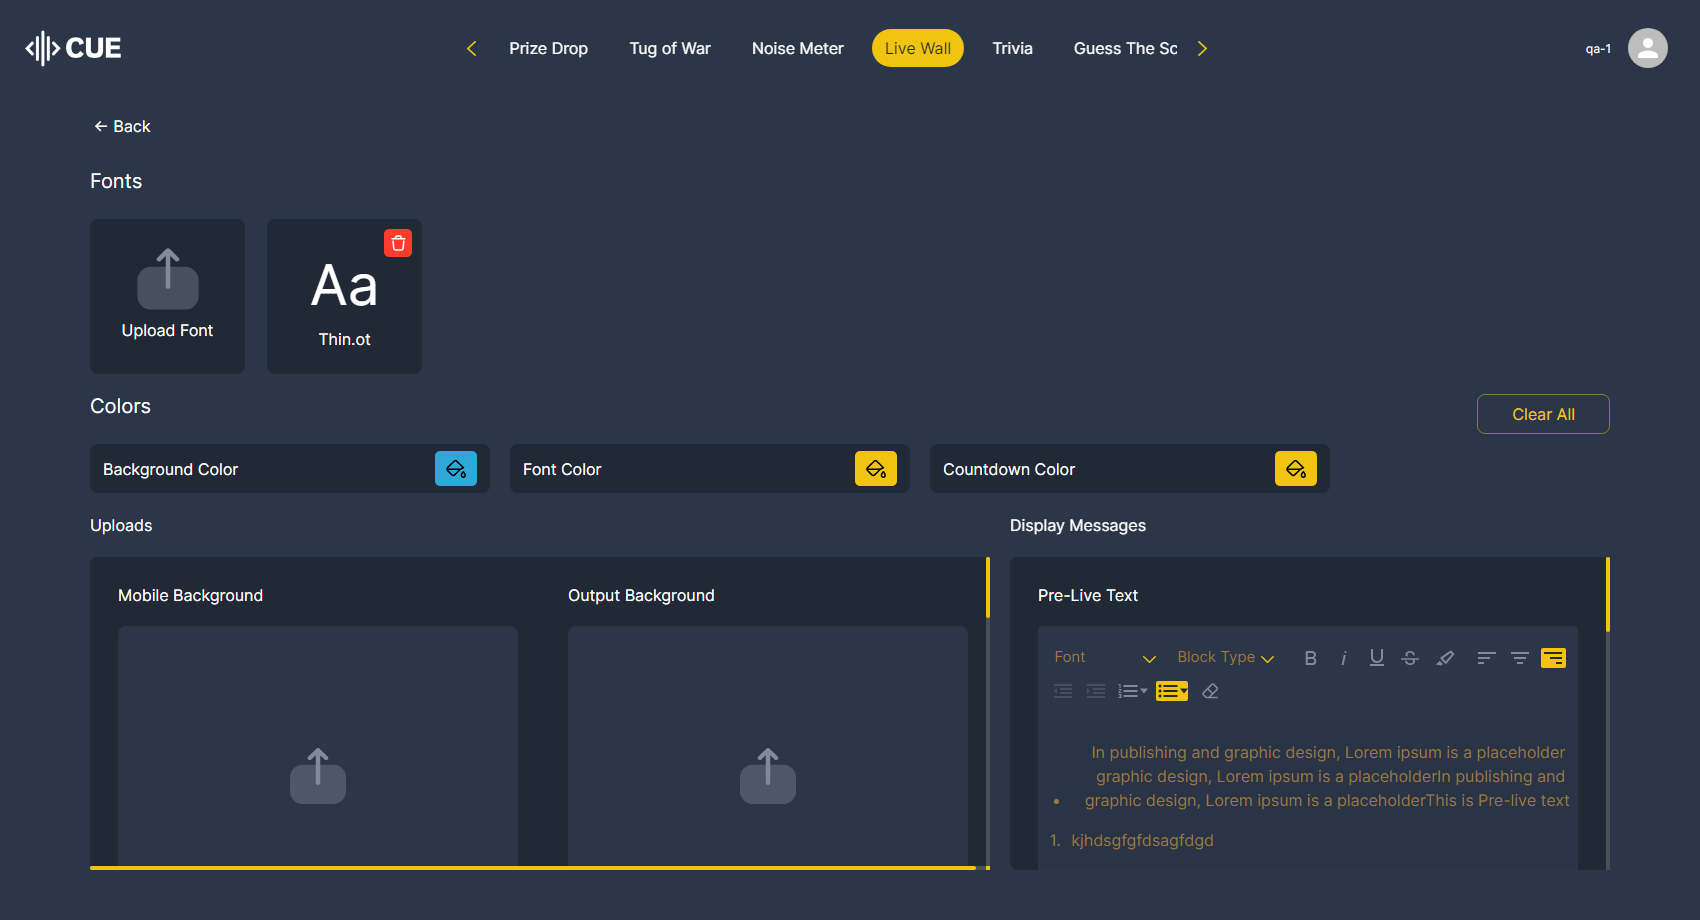 CUE
Prize Drop
Tug of War
Noise Meter
Live Wall
Trivia
Guess The Sc
qa-1
Back
Fonts
Upload Font
Aa
Thin.ot
Colors
Clear All
Background Color
Font Color
Countdown Color
Uploads
Display Messages
Mobile Background
Output Background
Pre-Live Text
Font
Block Type
B
i
U
S
In publishing and graphic design, Lorem ipsum is a placeholder
graphic design, Lorem ipsum is a placeholderIn publishing and
• graphic design, Lorem ipsum is a placeholderThis is Pre-live text
1. kjhdsgfgfdsagfdgd